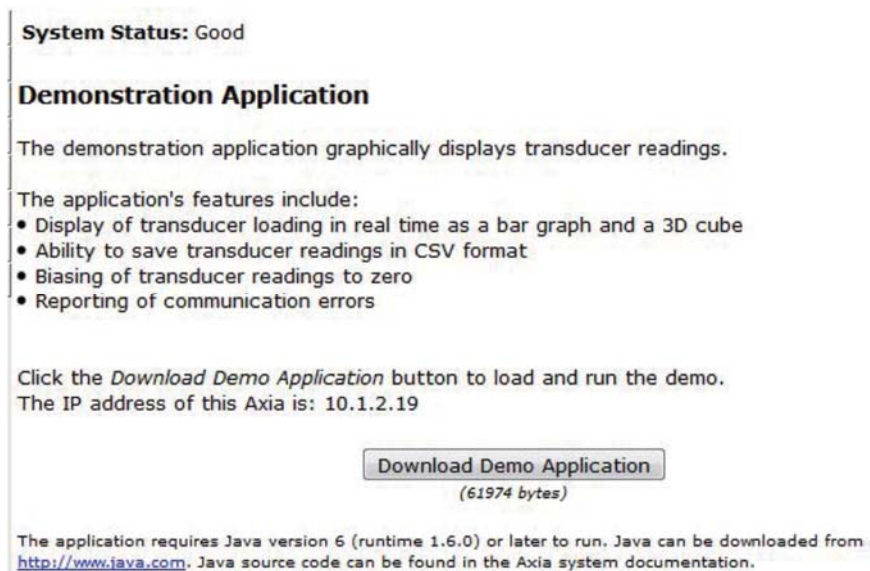 System Status: Good
Demonstration Application
The demonstration application graphically displays transducer readings.
The application's features include:
• Display of transducer loading in real time as a bar graph and a 3D cube
• Ability to save transducer readings in CSV format
• Biasing of transducer readings to zero
• Reporting of communication errors
Click the Download Demo Application button to load and run the demo.
The IP address of this Axia is: 10.1.2.19
Download Demo Application
(61974 bytes)
The application requires Java version 6 (runtime 1.6.0) or later to run. Java can be downloaded from
http://www.java.com. Java source code can be found in the Axia system documentation.